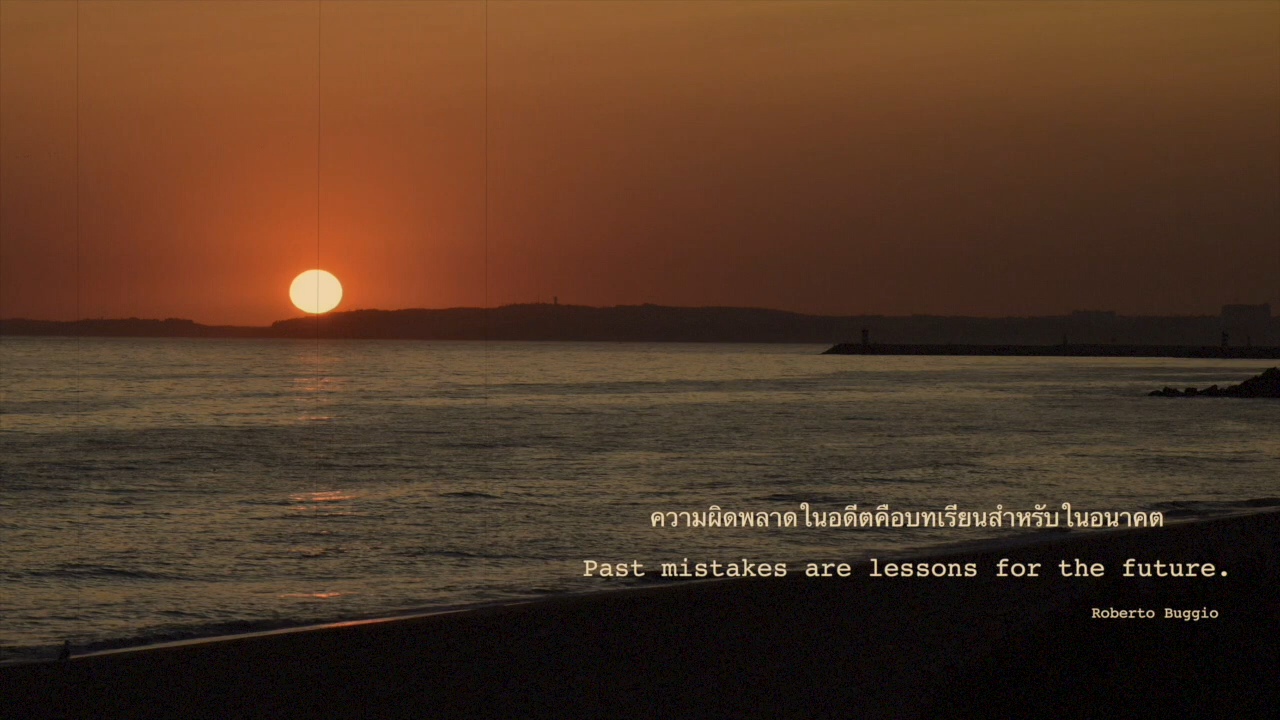 ความผิดพลาดในอดีตคือบทเรียนสำหรับในอนาคต
Past mistakes are lessons for the future.
Roberto Buggio